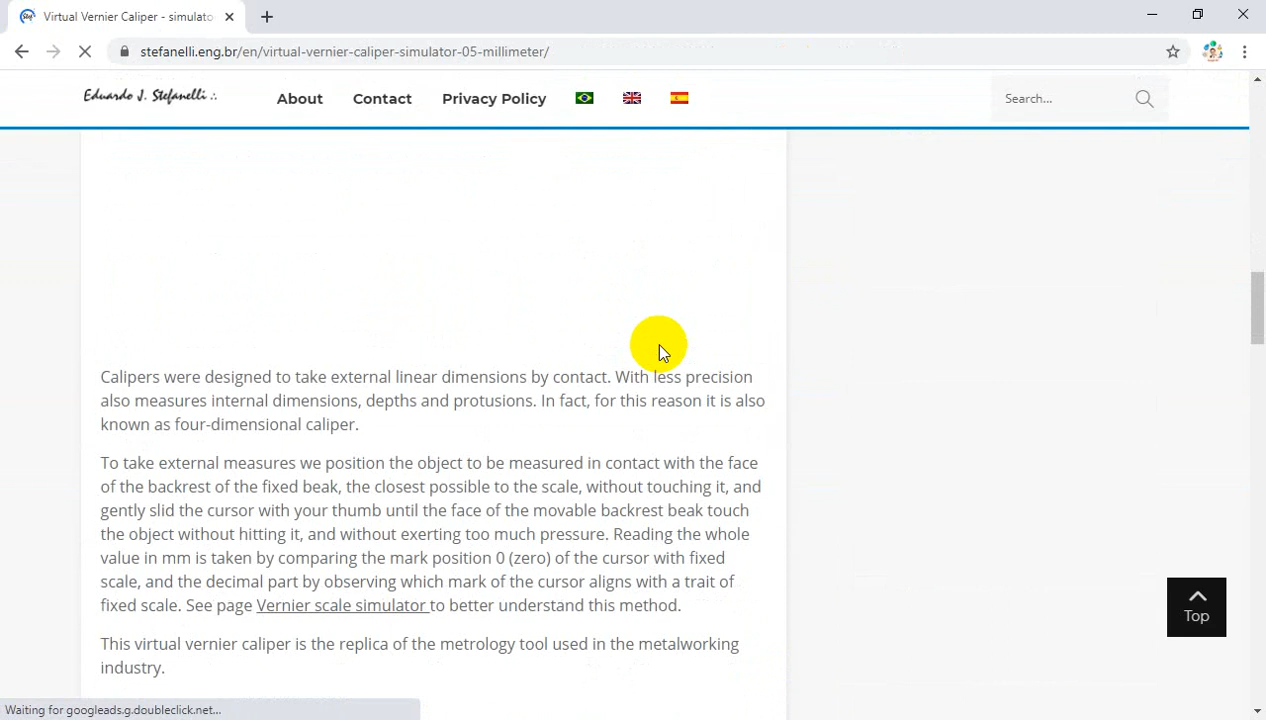 Virtual Vernier Caliper - simulato
stefanelli.eng.br/en/virtual-vernier-caliper-simulator-05-millimeter/
Eduardo J. Stefanelli ∴
About Contact Privacy Policy
Search...
Calipers were designed to take external linear dimensions by contact. With less precision
also measures internal dimensions, depths and protusions. In fact, for this reason it is also
known as four-dimensional caliper.
To take external measures we position the object to be measured in contact with the face
of the backrest of the fixed beak, the closest possible to the scale, without touching it, and
gently slid the cursor with your thumb until the face of the movable backrest beak touch
the object without hitting it, and without exerting too much pressure. Reading the whole
value in mm is taken by comparing the mark position 0 (zero) of the cursor with fixed
scale, and the decimal part by observing which mark of the cursor aligns with a trait of
fixed scale. See page Vernier scale simulator to better understand this method.
Top
This virtual vernier caliper is the replica of the metrology tool used in the metalworking
industry.
Waiting for googleads.g.doubleclick.net...